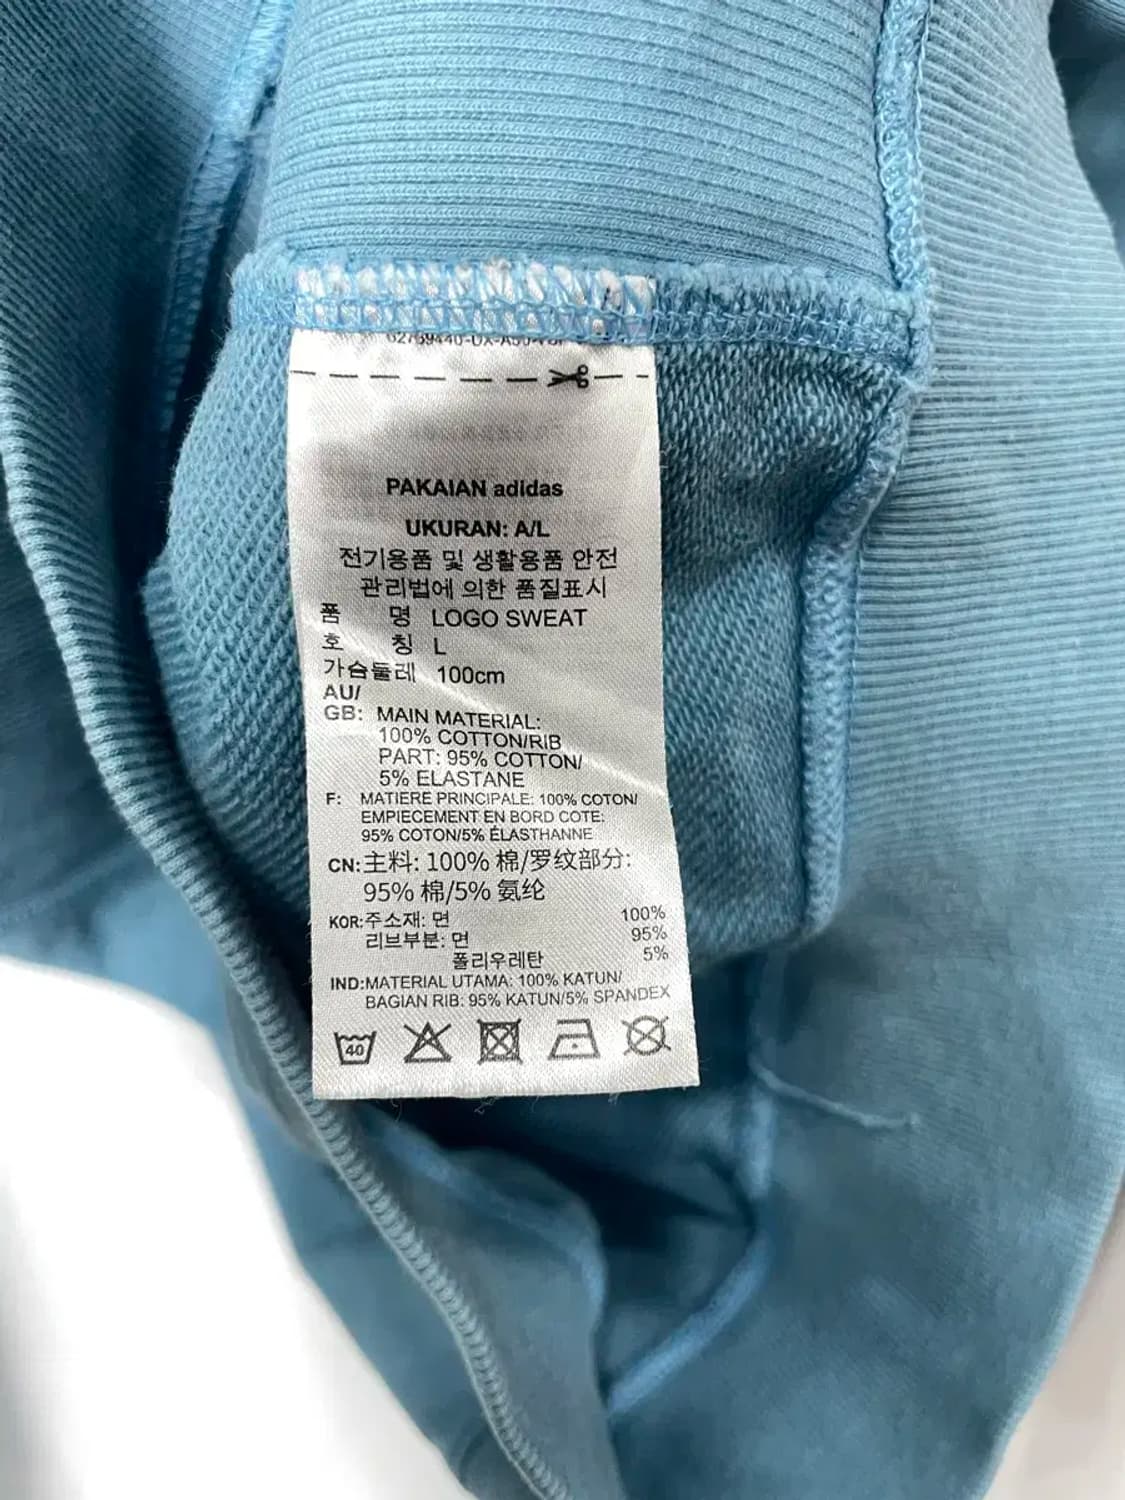 PAKAIAN adidas
UKURAN: A/L
전기용품 및 생활용품 안전
관리법에 의한 품질표시
품 명 LOGO SWEAT
호 칭 L
가슴둘레 100cm
AU/
GB: MAIN MATERIAL:
100% COTTON/RIB
PART: 95% COTTON/
5% ELASTANE
F: MATIERE PRINCIPALE: 100% COTON/
EMPIECEMENT EN BORD COTE:
95% COTON/5% ÉLASTHANNE
CN:主料: 100% 棉/罗纹部分:
95% 棉/5% 氨纶
KOR:주소재: 면 100%
리브부분: 면 95%
폴리우레탄 5%
IND:MATERIAL UTAMA: 100% KATUN/
BAGIAN RIB: 95% KATUN/5% SPANDEX
40